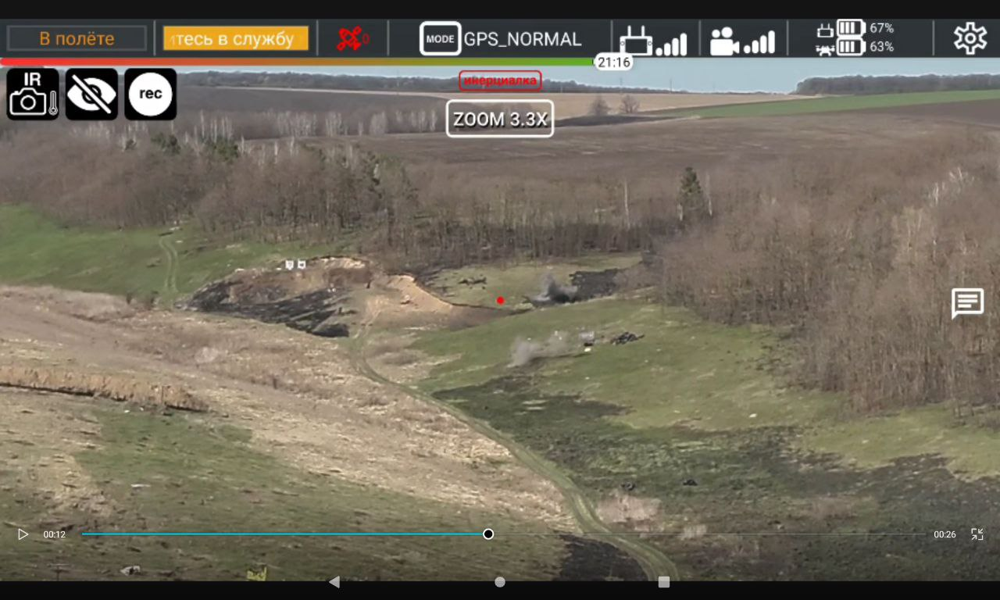 В полёте
тесь в службу
0
MODE
GPS_NORMAL
67%
63%
21:16
инерциалка
IR
rec
ZOOM 3.3X
00:12
00:26